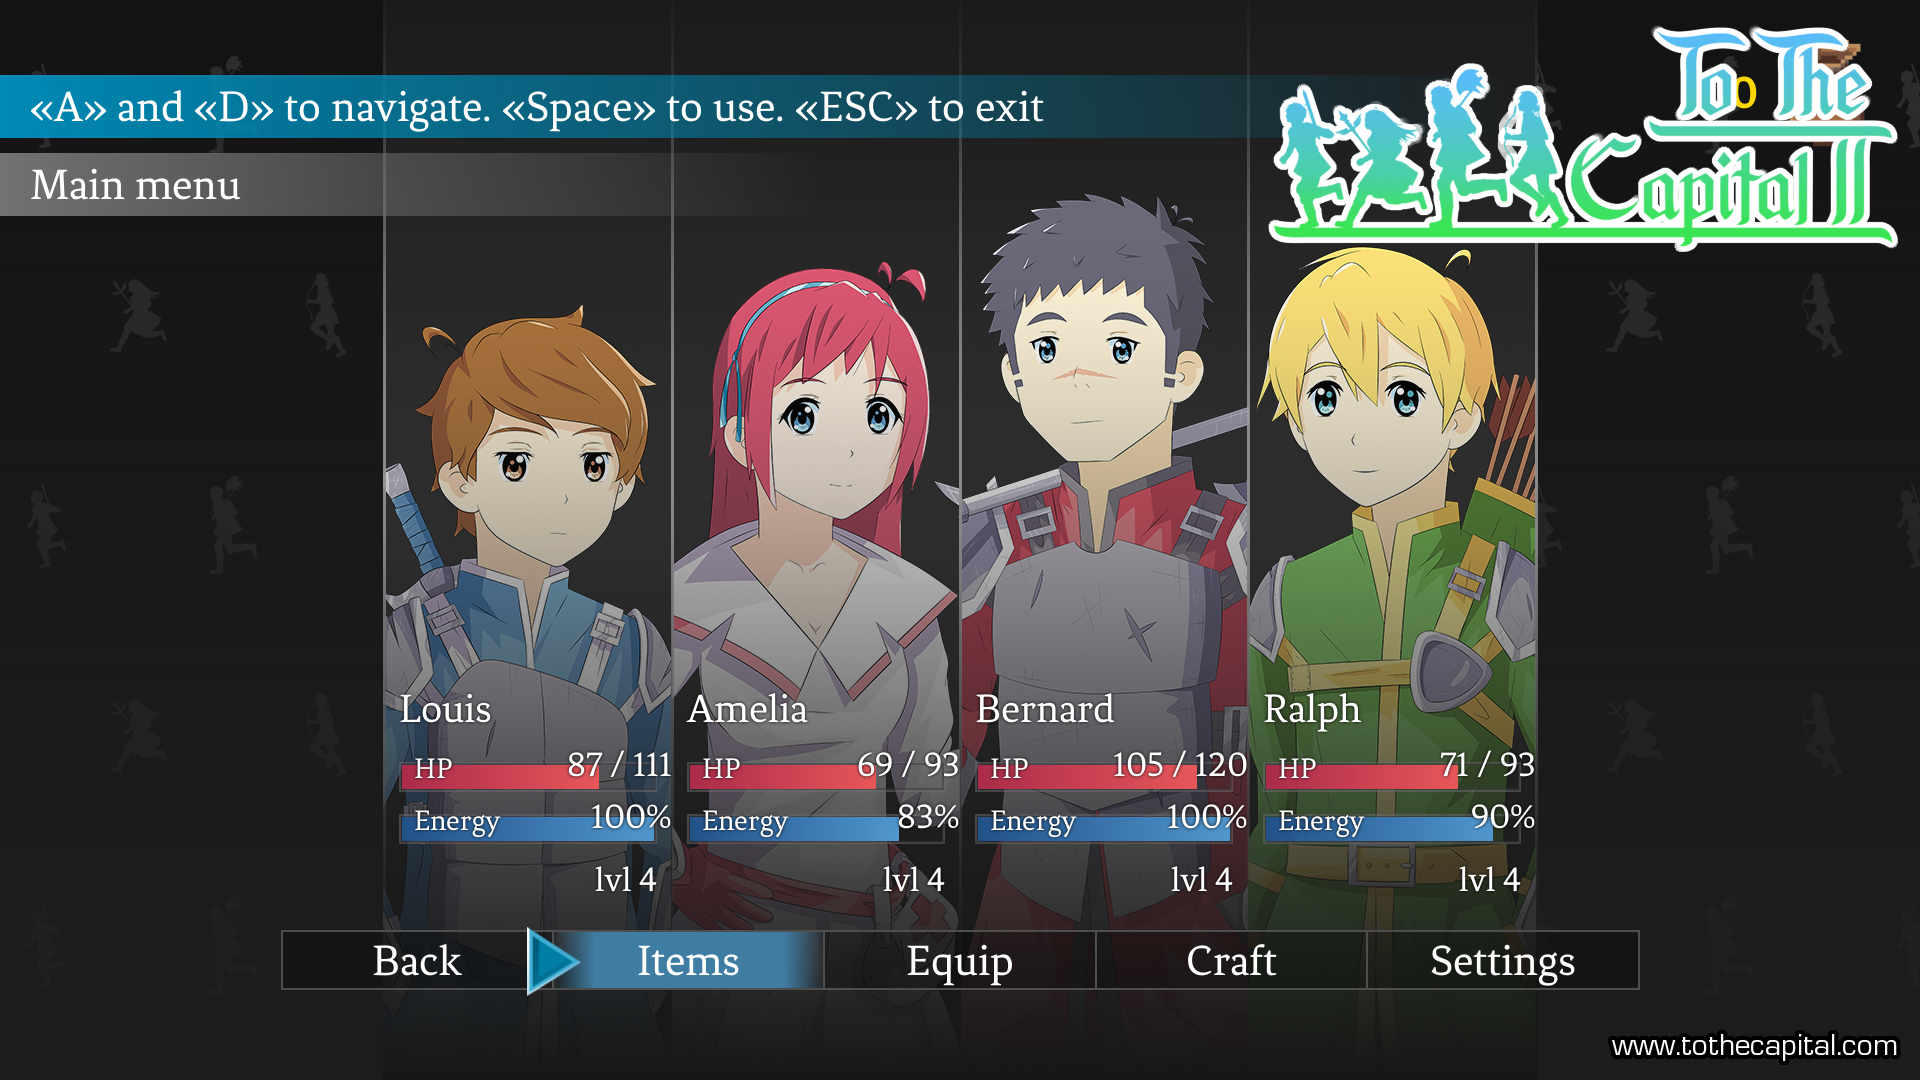 «A» and «D» to navigate. «Space» to use. «ESC» to exit
Too The
Capital II
Main menu
Louis
HP 87 / 111
Energy 100%
lvl 4
Amelia
HP 69 / 93
Energy 83%
lvl 4
Bernard
HP 105 / 120
Energy 100%
lvl 4
Ralph
HP 71 / 93
Energy 90%
lvl 4
Back Items Equip Craft Settings
www.tothecapital.com